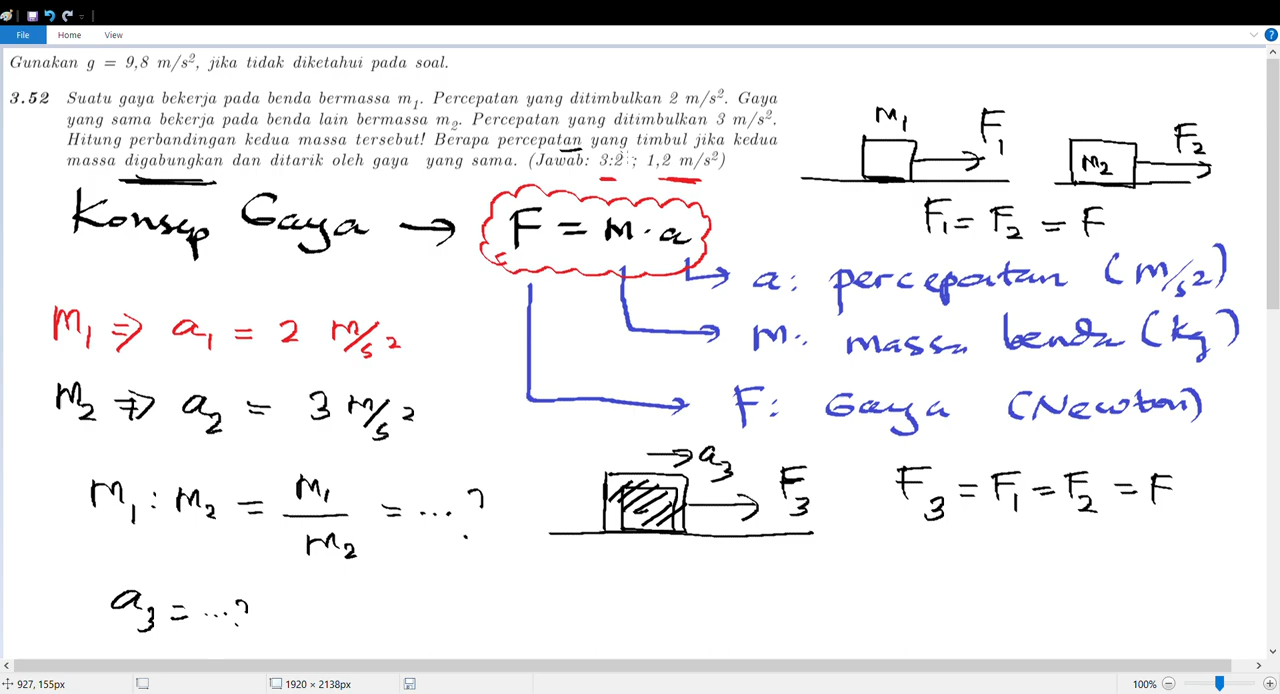 File Home View
Gunakan g = 9,8 m/s², jika tidak diketahui pada soal.
3.52 Suatu gaya bekerja pada benda bermassa m₁. Percepatan yang ditimbulkan 2 m/s². Gaya
yang sama bekerja pada benda lain bermassa m₂. Percepatan yang ditimbulkan 3 m/s².
Hitung perbandingan kedua massa tersebut! Berapa percepatan yang timbul jika kedua
massa digabungkan dan ditarik oleh gaya yang sama. (Jawab: 3:2 ; 1,2 m/s²)
m₁ F₁
m₂ F₂
F₁ = F₂ = F
Konsep Gaya → F = m . a
a : percepatan (m/s²)
m : massa benda (kg)
F : Gaya (Newton)
m₁ ⇒ a₁ = 2 m/s²
m₂ ⇒ a₂ = 3 m/s²
m₁ : m₂ = m₁/m₂ = ... ?
→ a₃
F₃
F₃ = F₁ = F₂ = F
a₃ = ... ?
927, 155px 1920 × 2138px 100%